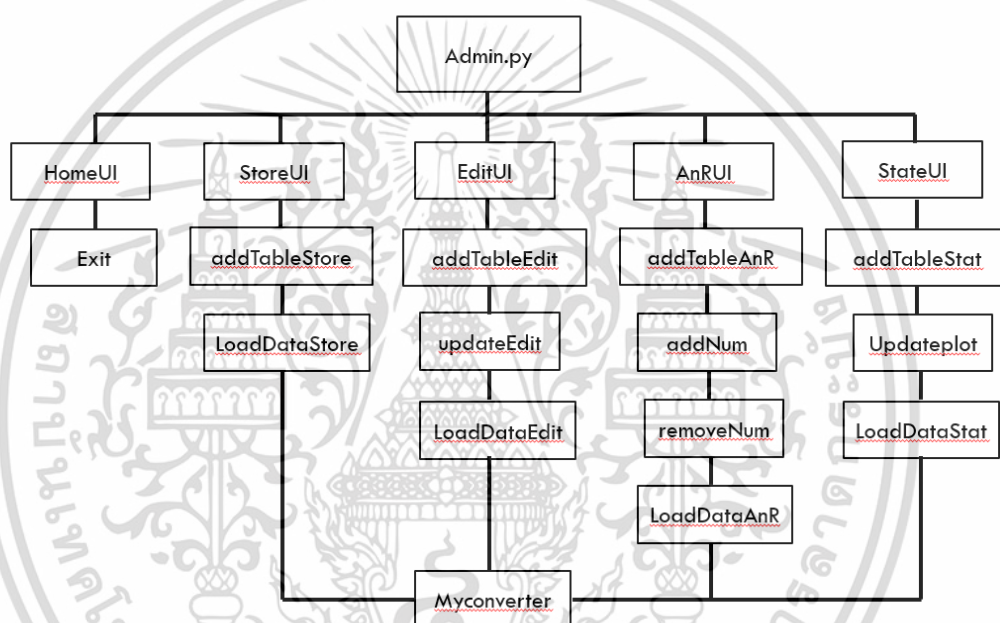 Admin.py
HomeUI
StoreUI
EditUI
AnRUI
StateUI
Exit
addTableStore
addTableEdit
addTableAnR
addTableStat
LoadDataStore
updateEdit
addNum
Updateplot
LoadDataEdit
removeNum
LoadDataStat
LoadDataAnR
Myconverter